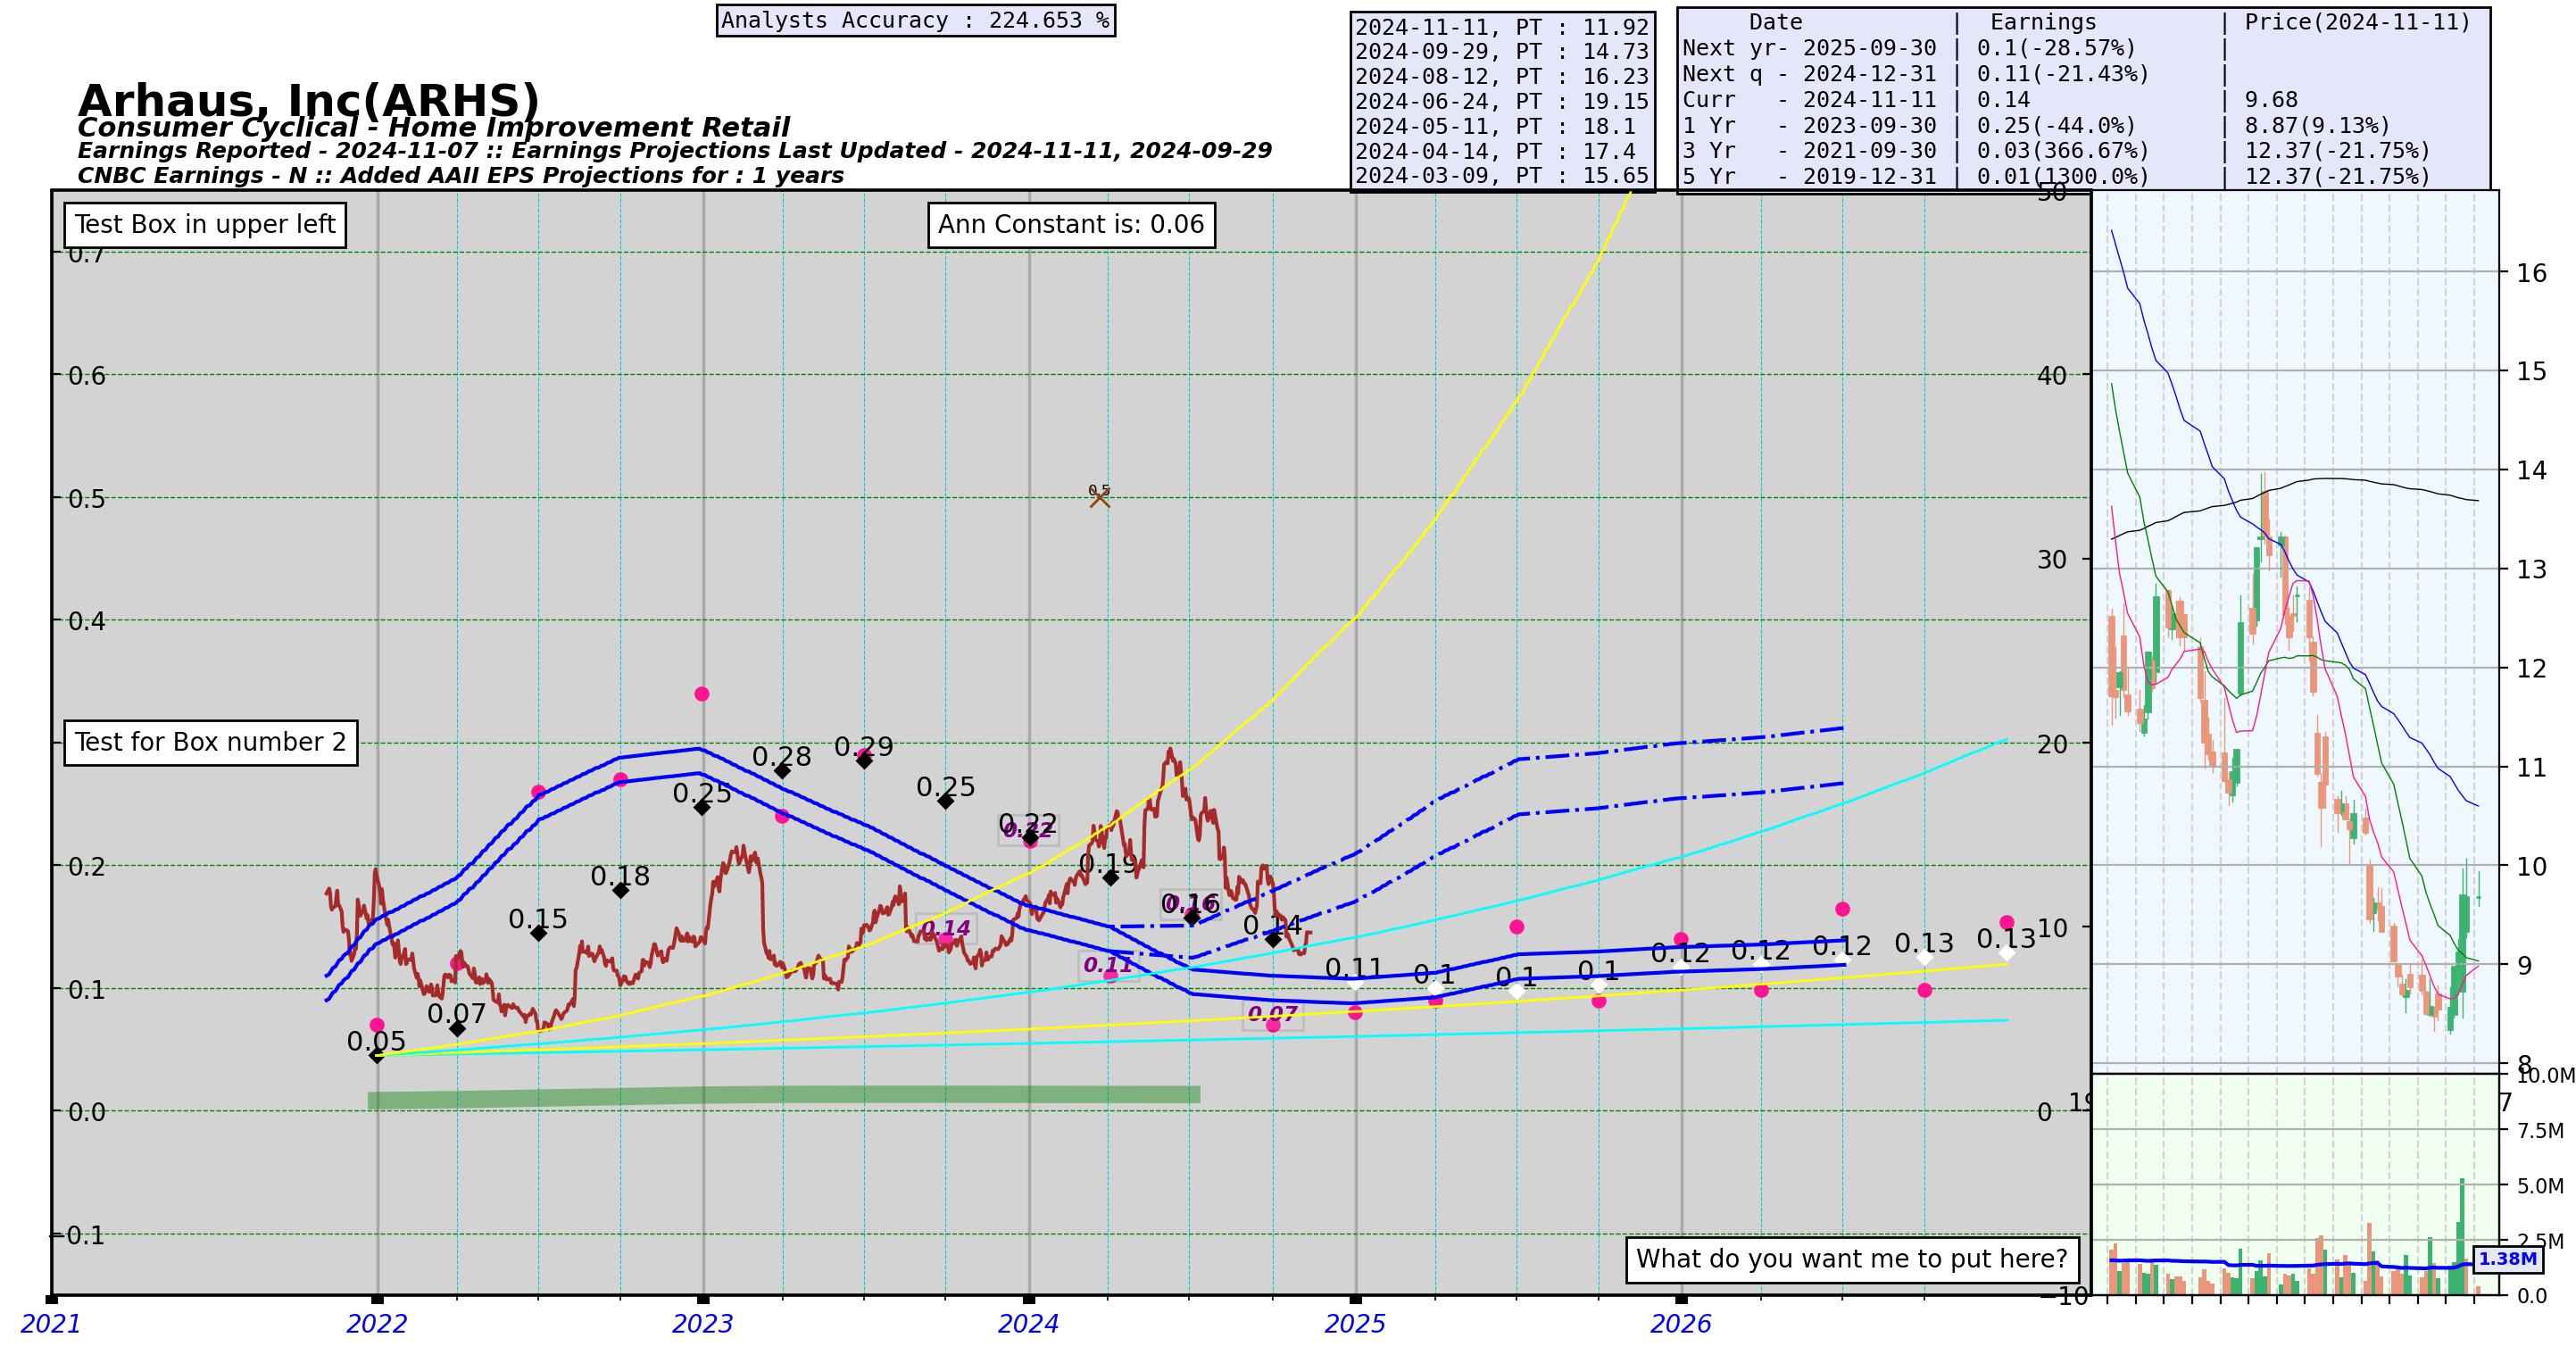 Analysts Accuracy : 224.653 %
2024-11-11, PT : 11.92
2024-09-29, PT : 14.73
2024-08-12, PT : 16.23
2024-06-24, PT : 19.15
2024-05-11, PT : 18.1
2024-04-14, PT : 17.4
2024-03-09, PT : 15.65
Date | Earnings | Price(2024-11-11)
Next yr- 2025-09-30 | 0.1(-28.57%) |
Next q - 2024-12-31 | 0.11(-21.43%) |
Curr - 2024-11-11 | 0.14 | 9.68
1 Yr - 2023-09-30 | 0.25(-44.0%) | 8.87(9.13%)
3 Yr - 2021-09-30 | 0.03(366.67%) | 12.37(-21.75%)
5 Yr - 2019-12-31 | 0.01(1300.0%) | 12.37(-21.75%)
Arhaus, Inc(ARHS)
Consumer Cyclical - Home Improvement Retail
Earnings Reported - 2024-11-07 :: Earnings Projections Last Updated - 2024-11-11, 2024-09-29
CNBC Earnings - N :: Added AAII EPS Projections for : 1 years
Test Box in upper left
Ann Constant is: 0.06
Test for Box number 2
What do you want me to put here?
0.7
0.6
0.5
0.4
0.2
0.1
0.0
−0.1
50
40
30
20
10
0
−10
0.5
0.05
0.07
0.15
0.18
0.25
0.28
0.29
0.25
0.22
0.22
0.19
0.16
0.16
0.14
0.14
0.11
0.07
0.11
0.1
0.1
0.1
0.12
0.12
0.12
0.13
0.13
2021
2022
2023
2024
2025
2026
16
15
14
13
12
11
10
9
8
10.0M
7.5M
5.0M
2.5M
0.0
1.38M